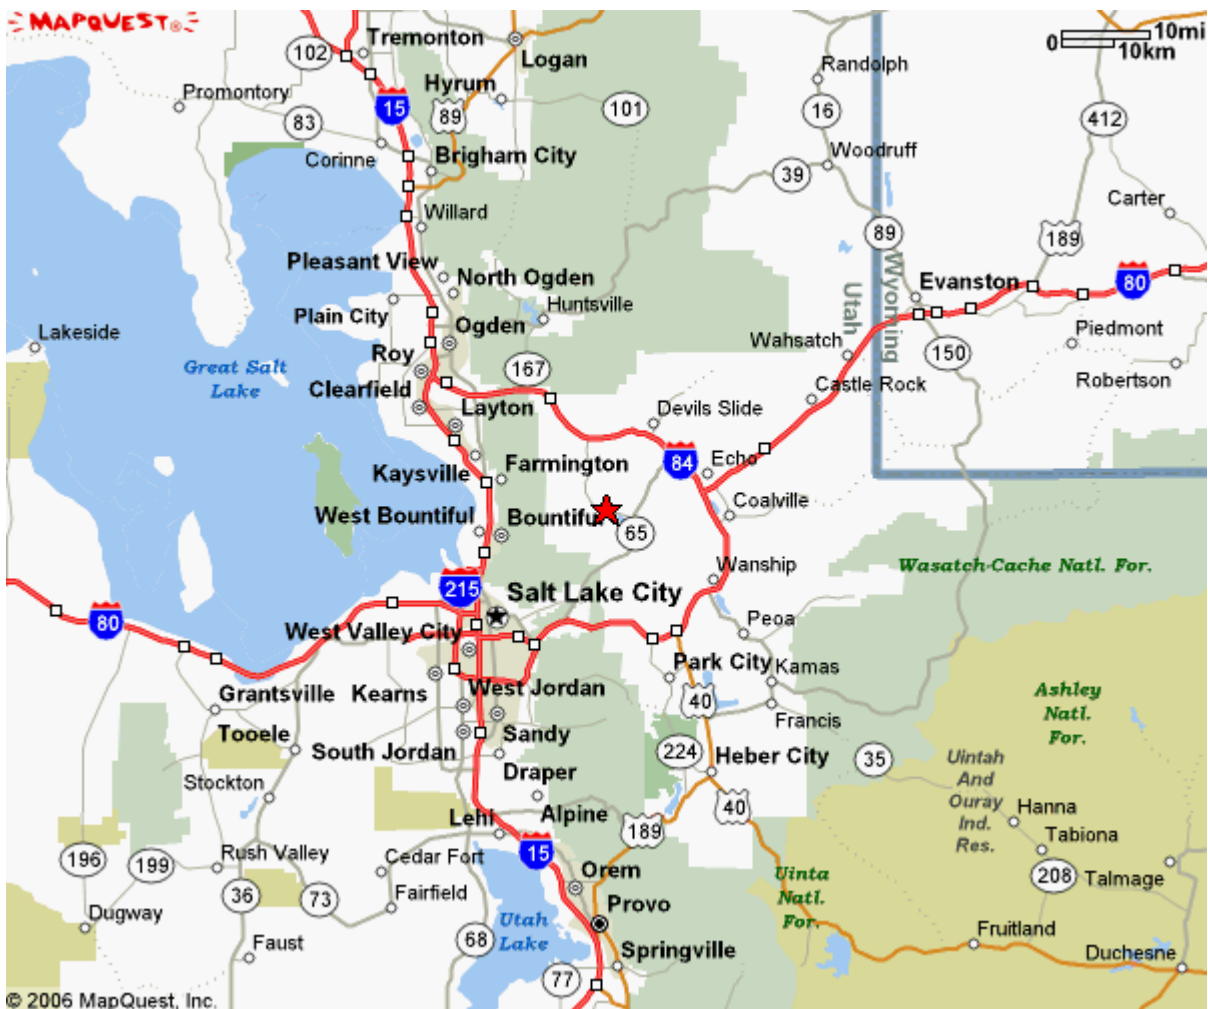 MAPQUEST®
Tremonton
102
Logan
10mi
0
10km
Randolph
Hyrum
Promontory
15
89
101
16
412
83
Corinne
Brigham City
Woodruff
39
Carter
Willard
89
189
Pleasant View
North Ogden
Evanston
80
Huntsville
Plain City
Ogden
Utah
Wyoming
Lakeside
Roy
Wahsatch
150
Piedmont
Great Salt
Lake
167
Clearfield
Castle Rock
Robertson
Layton
Devils Slide
Kaysville
Farmington
84
Echo
Coalville
West Bountiful
Bountiful
65
Wanship
Wasatch-Cache Natl. For.
215
Salt Lake City
80
West Valley City
Peoa
Park City
Kamas
Grantsville
Kearns
West Jordan
40
Francis
Ashley
Natl.
For.
Tooele
South Jordan
Sandy
224
Heber City
35
Uintah
And
Ouray
Ind.
Res.
Stockton
Draper
40
Hanna
Lehi
Alpine
189
Tabiona
196
199
Rush Valley
Cedar Fort
15
Orem
Uinta
Natl.
For.
208
Talmage
36
73
Fairfield
Dugway
Utah
Lake
Provo
Faust
68
Springville
Fruitland
Duchesne
77
© 2006 MapQuest, Inc.